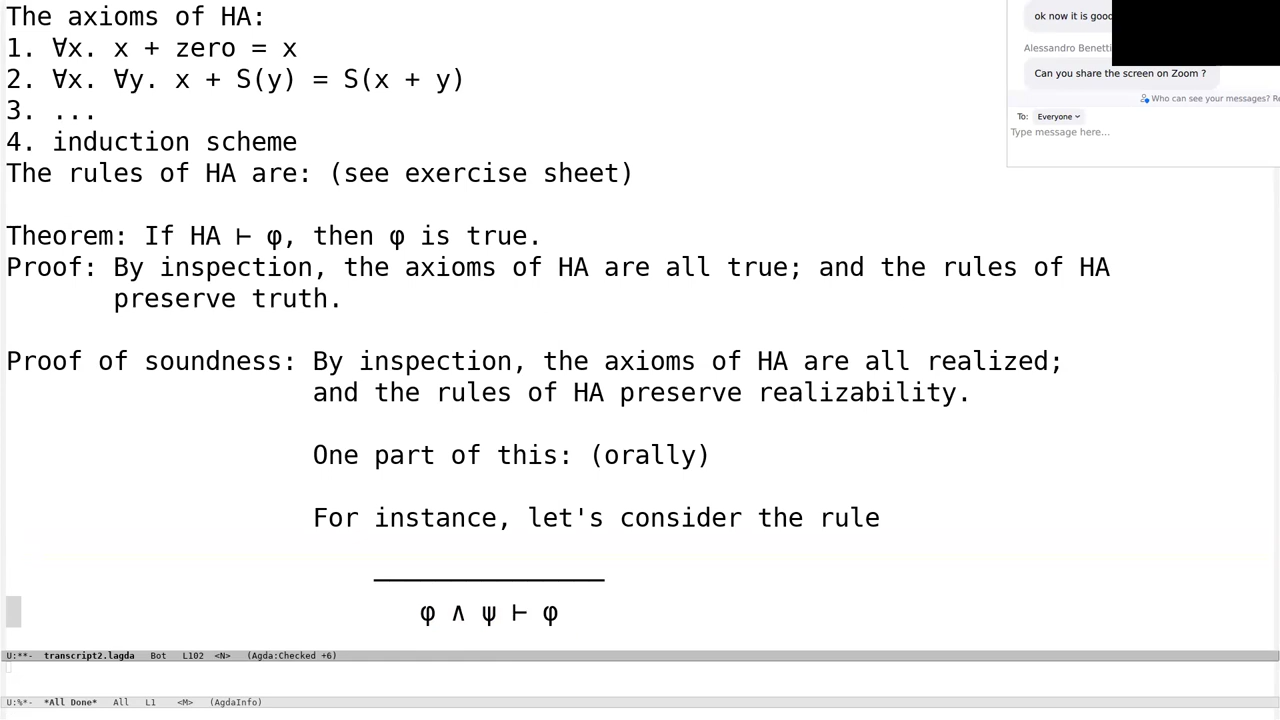 The axioms of HA:
1. ∀x. x + zero = x
2. ∀x. ∀y. x + S(y) = S(x + y)
3. ...
4. induction scheme
The rules of HA are: (see exercise sheet)
Theorem: If HA ⊢ φ, then φ is true.
Proof: By inspection, the axioms of HA are all true; and the rules of HA
preserve truth.
Proof of soundness: By inspection, the axioms of HA are all realized;
and the rules of HA preserve realizability.
One part of this: (orally)
For instance, let's consider the rule
φ ∧ ψ ⊢ φ
U:**- transcript2.lagda Bot L102 <N> (Agda:Checked +6)
U:%*- *All Done* All L1 <M> (AgdaInfo)
ok now it is good
Alessandro Benetti
Can you share the screen on Zoom ?
Who can see your messages?
To: Everyone
Type message here...